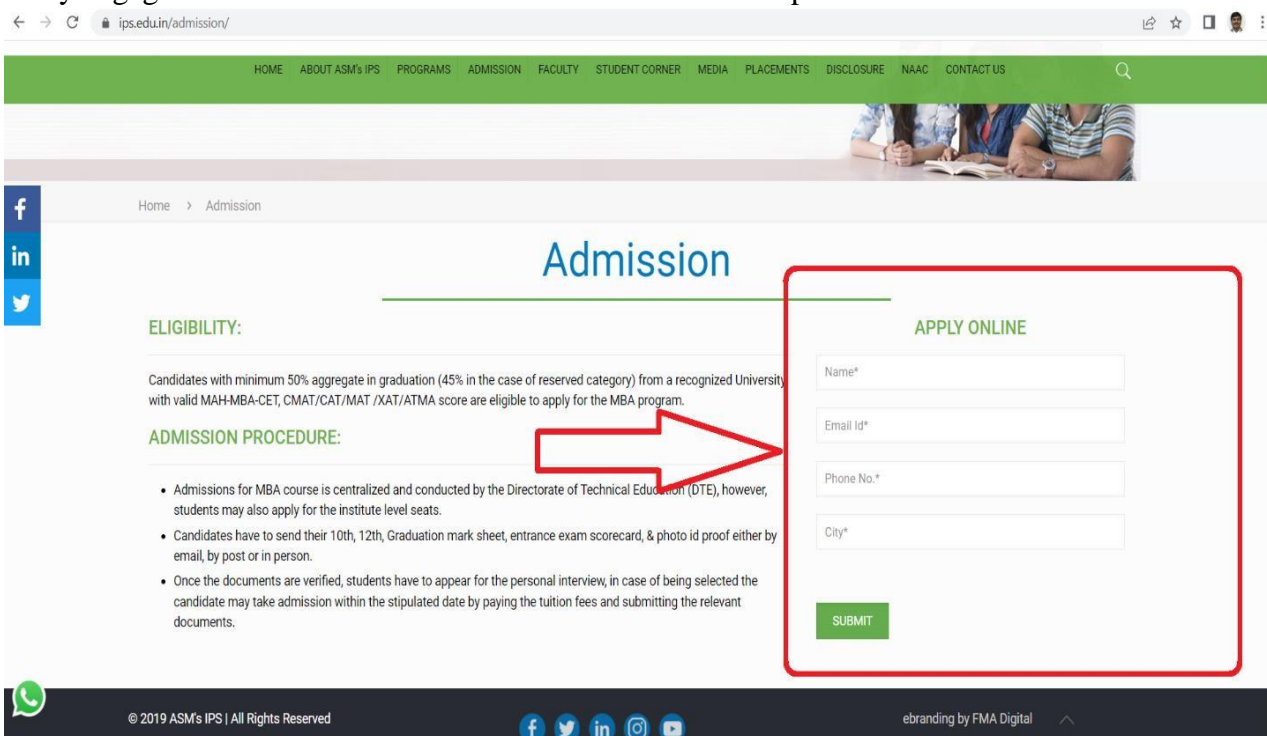 ips.edu.in/admission/
HOME ABOUT ASM's IPS PROGRAMS ADMISSION FACULTY STUDENT CORNER MEDIA PLACEMENTS DISCLOSURE NAAC CONTACT US
Home > Admission
Admission
ELIGIBILITY:
Candidates with minimum 50% aggregate in graduation (45% in the case of reserved category) from a recognized University
with valid MAH-MBA-CET, CMAT/CAT/MAT /XAT/ATMA score are eligible to apply for the MBA program.
ADMISSION PROCEDURE:
• Admissions for MBA course is centralized and conducted by the Directorate of Technical Education (DTE), however,
students may also apply for the institute level seats.
• Candidates have to send their 10th, 12th, Graduation mark sheet, entrance exam scorecard, & photo id proof either by
email, by post or in person.
• Once the documents are verified, students have to appear for the personal interview, in case of being selected the
candidate may take admission within the stipulated date by paying the tuition fees and submitting the relevant
documents.
APPLY ONLINE
Name*
Email Id*
Phone No.*
City*
SUBMIT
© 2019 ASM's IPS | All Rights Reserved
ebranding by FMA Digital